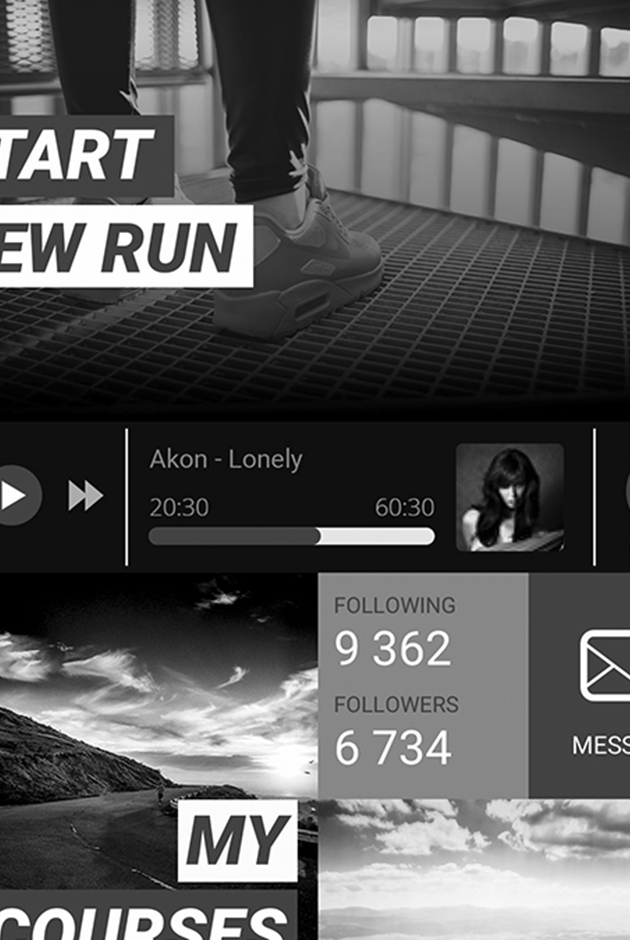 TART
EW RUN
Akon - Lonely
20:30
60:30
FOLLOWING
9 362
FOLLOWERS
6 734
MESS
MY
COURSES